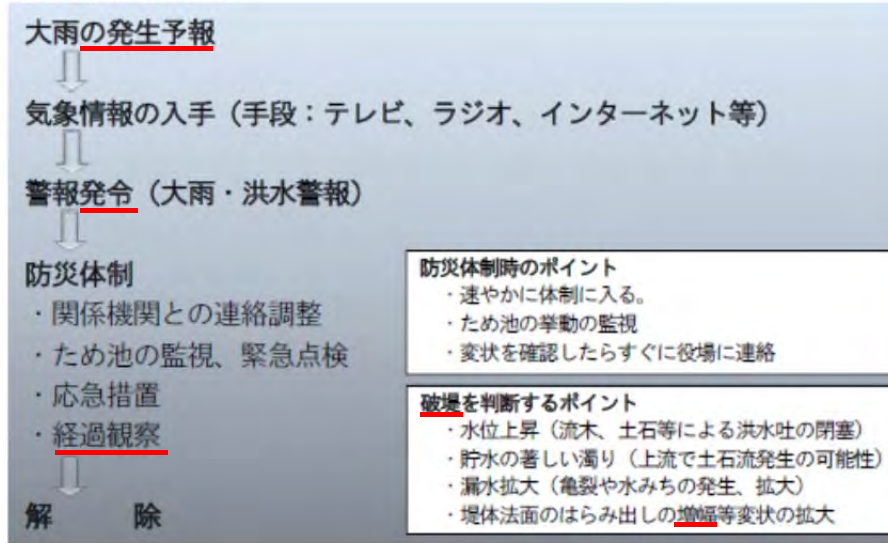 大雨の発生予報
気象情報の入手（手段：テレビ、ラジオ、インターネット等）
警報発令（大雨・洪水警報）
防災体制
・関係機関との連絡調整
・ため池の監視、緊急点検
・応急措置
・経過観察
解　　　除
防災体制時のポイント
・速やかに体制に入る。
・ため池の挙動の監視
・変状を確認したらすぐに役場に連絡
破堤を判断するポイント
・水位上昇（流木、土石等による洪水吐の閉塞）
・貯水の著しい濁り（上流で土石流発生の可能性）
・漏水拡大（亀裂や水みちの発生、拡大）
・堤体法面のはらみ出しの増幅等変状の拡大